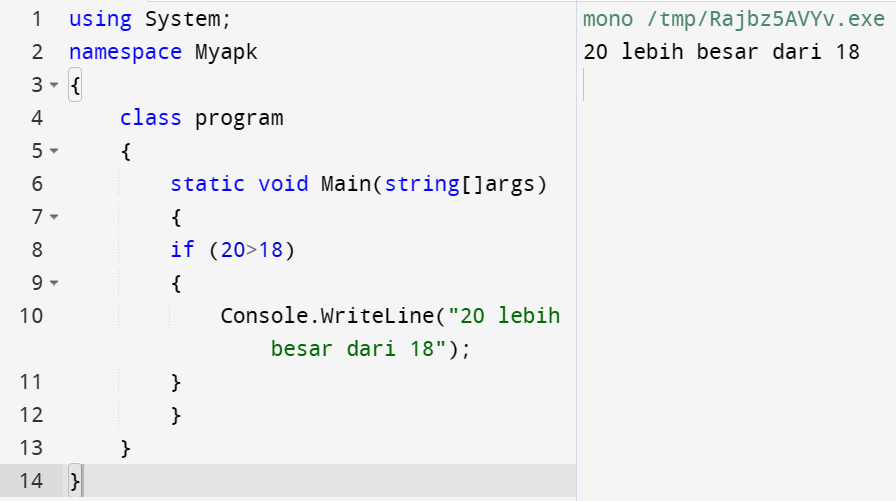 1 using System;
2 namespace Myapk
3 {
4 class program
5 {
6 static void Main(string[]args)
7 {
8 if (20>18)
9 {
10 Console.WriteLine("20 lebih
besar dari 18");
11 }
12 }
13 }
14 }
mono /tmp/Rajbz5AVYv.exe
20 lebih besar dari 18